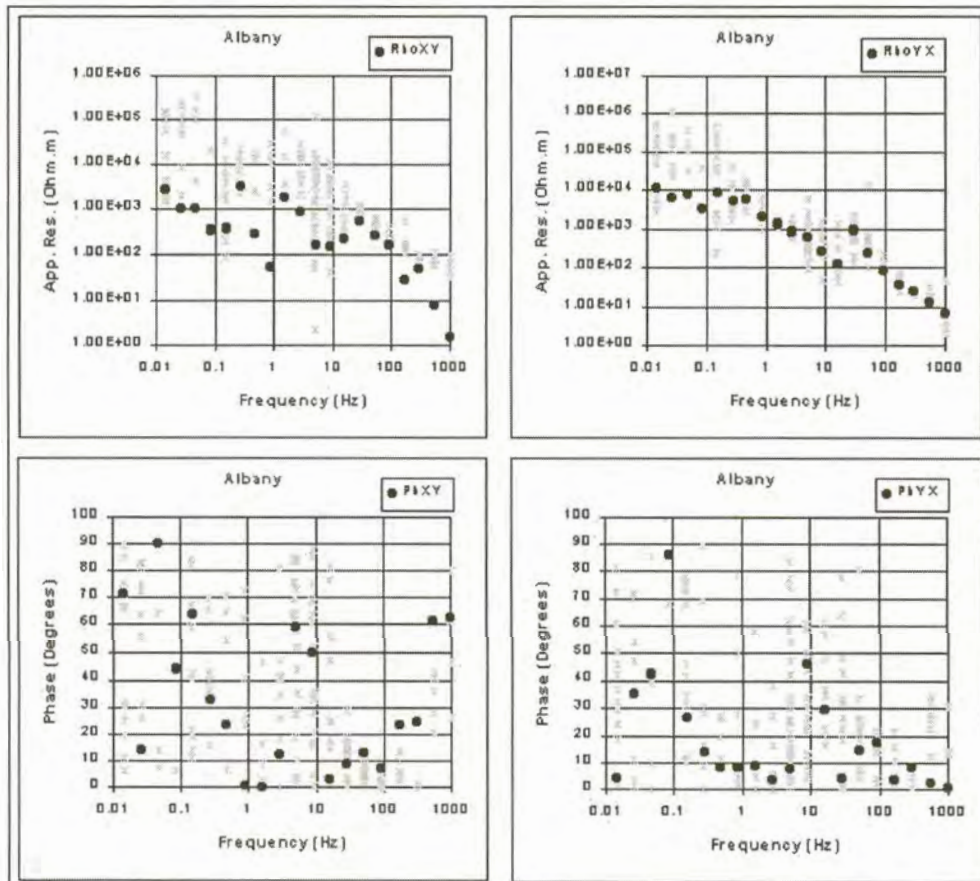 Albany
RhoXY
1.00E+06
1.00E+05
1.00E+04
1.00E+03
1.00E+02
1.00E+01
1.00E+00
App. Res. (Ohm.m)
0.01 0.1 1 10 100 1000
Frequency (Hz)
Albany
RhoYX
1.00E+07
1.00E+06
1.00E+05
1.00E+04
1.00E+03
1.00E+02
1.00E+01
1.00E+00
App. Res. (Ohm.m)
0.01 0.1 1 10 100 1000
Frequency (Hz)
Albany
PhXY
100
90
80
70
60
50
40
30
20
10
0
Phase (Degrees)
0.01 0.1 1 10 100 1000
Frequency (Hz)
Albany
PhYX
100
90
80
70
60
50
40
30
20
10
0
Phase (Degrees)
0.01 0.1 1 10 100 1000
Frequency (Hz)